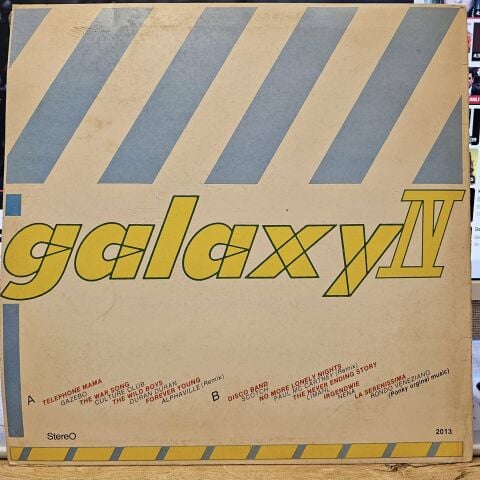 galaxy IV
A
TELEPHONE MAMA
GAZEBO
THE WAR SONG
CULTURE CLUB
THE WILD BOYS
DURAN DURAN
FOREVER YOUNG
ALPHAVILLE (Remix)
B
DISCO BAND
SCOTCH
NO MORE LONELY NIGHTS
PAUL MC CARTNEY (Remix)
THE NEVER ENDING STORY
LIMAHL
IRGENDWIE
NENA
LA SERENISSIMA
RONDO VENEZIANO
(Ponky orginal music)
StereO
2013